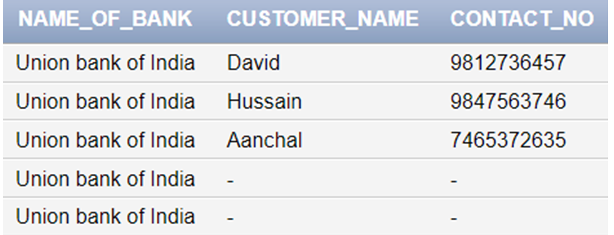 NAME_OF_BANK CUSTOMER_NAME CONTACT_NO
Union bank of India David 9812736457
Union bank of India Hussain 9847563746
Union bank of India Aanchal 7465372635
Union bank of India - -
Union bank of India - -